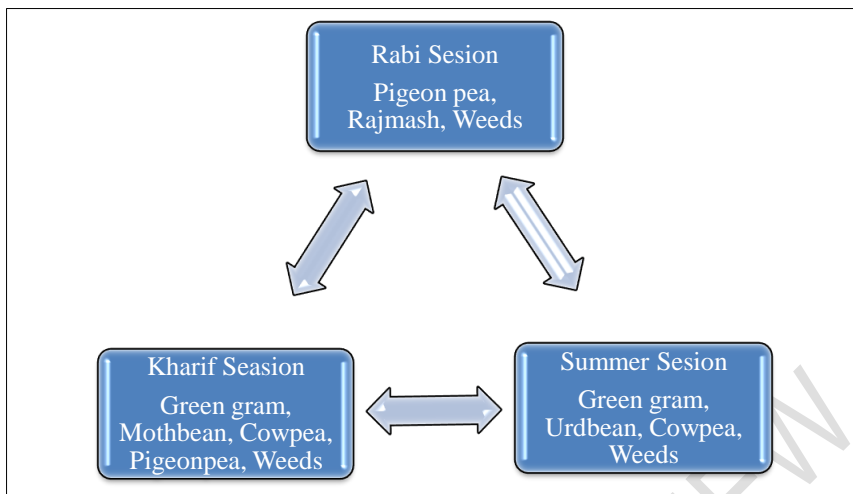 Rabi Sesion
Pigeon pea,
Rajmash, Weeds
Kharif Seasion
Green gram,
Mothbean, Cowpea,
Pigeonpea, Weeds
Summer Sesion
Green gram,
Urdbean, Cowpea,
Weeds